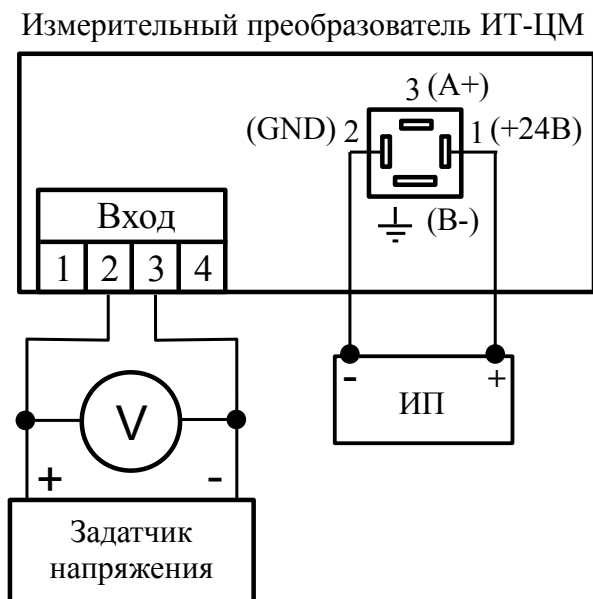 Измерительный преобразователь ИТ-ЦМ
3 (А+)
(GND) 2
1 (+24В)
(В-)
Вход
1 2 3 4
- +
ИП
V
+ -
Задатчик
напряжения